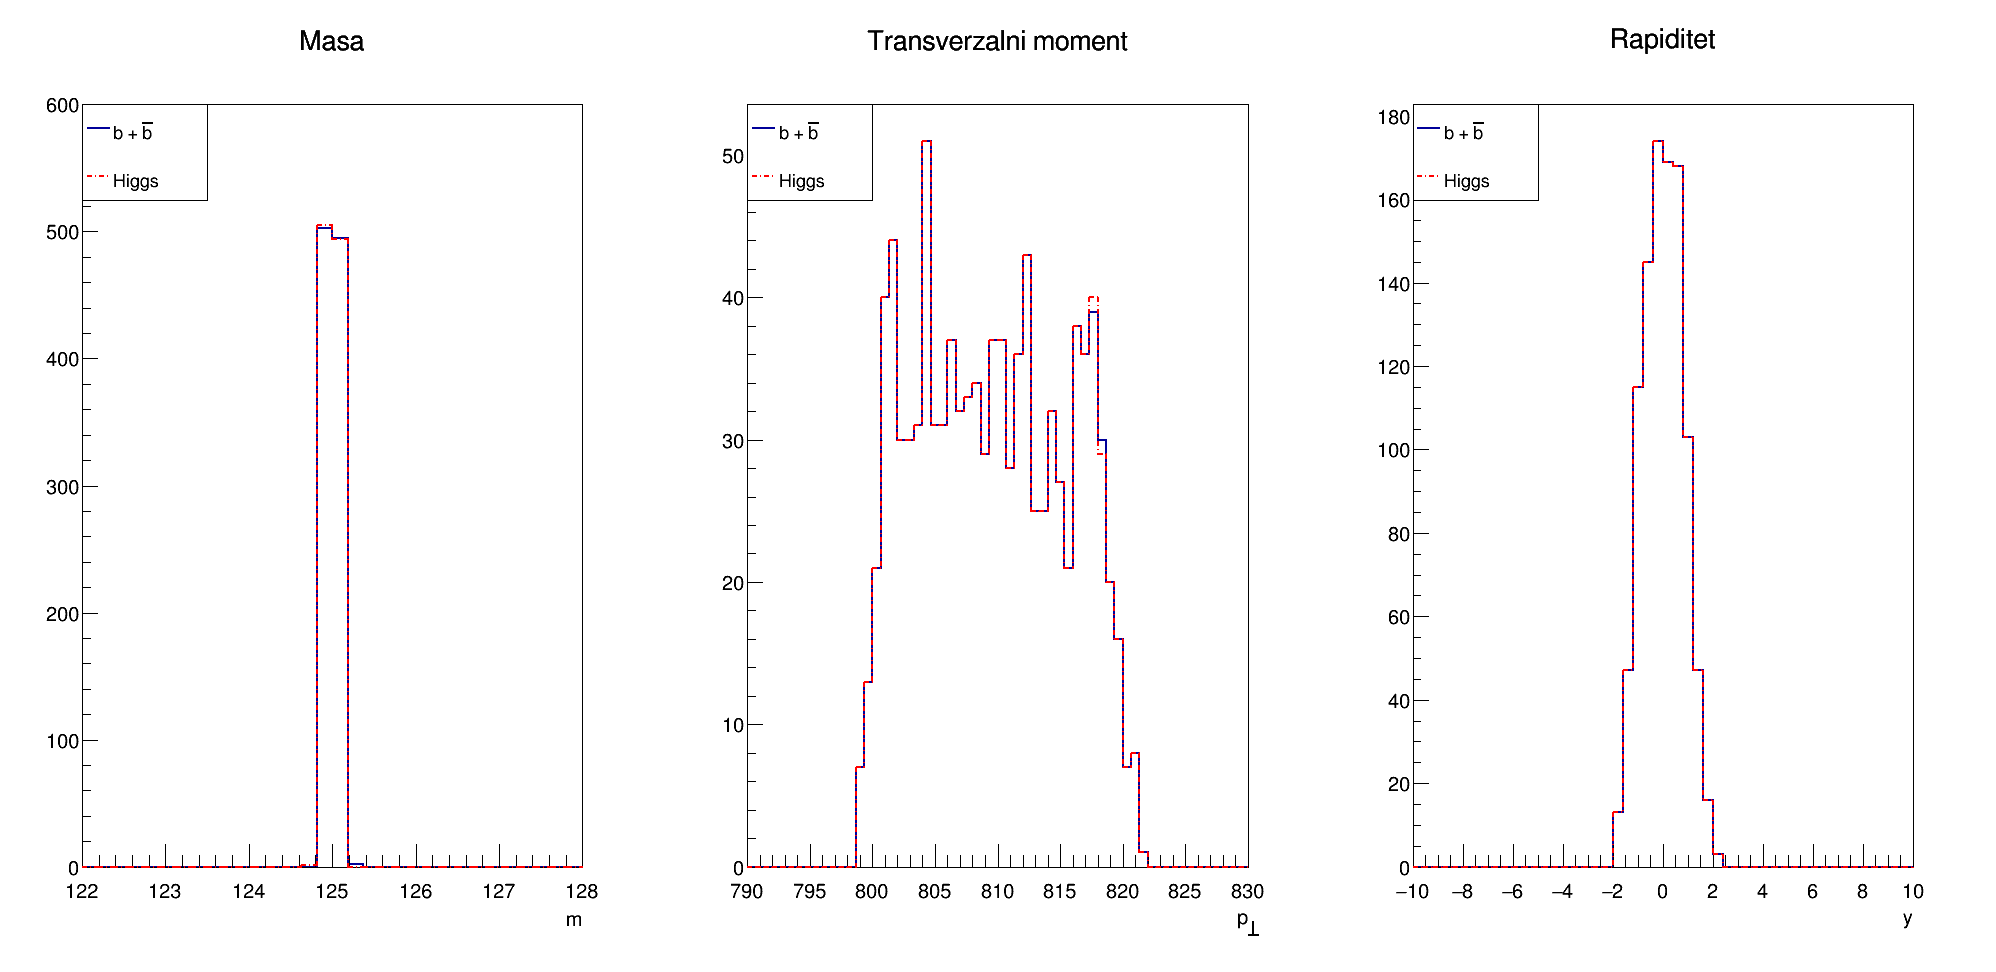 Masa
600
500
400
300
200
100
0
122 123 124 125 126 127 128
m
b + b̅
Higgs
Transverzalni moment
50
40
30
20
10
0
790 795 800 805 810 815 820 825 830
p⊥
b + b̅
Higgs
Rapiditet
180
160
140
120
100
80
60
40
20
0
−10 −8 −6 −4 −2 0 2 4 6 8 10
y
b + b̅
Higgs